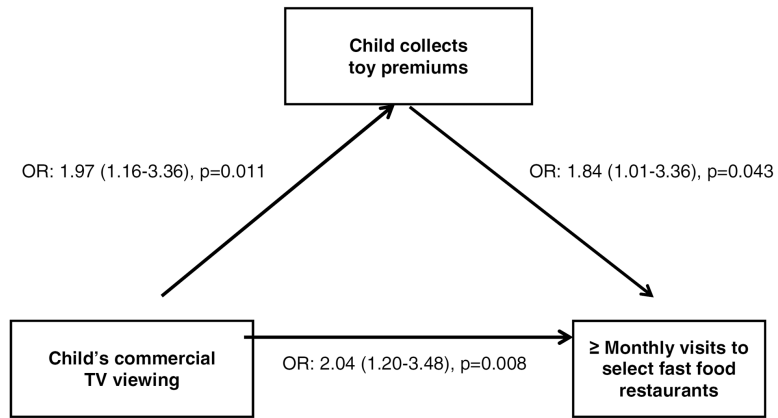 Child collects
toy premiums
OR: 1.97 (1.16-3.36), p=0.011
OR: 1.84 (1.01-3.36), p=0.043
Child’s commercial
TV viewing
OR: 2.04 (1.20-3.48), p=0.008
≥ Monthly visits to
select fast food
restaurants